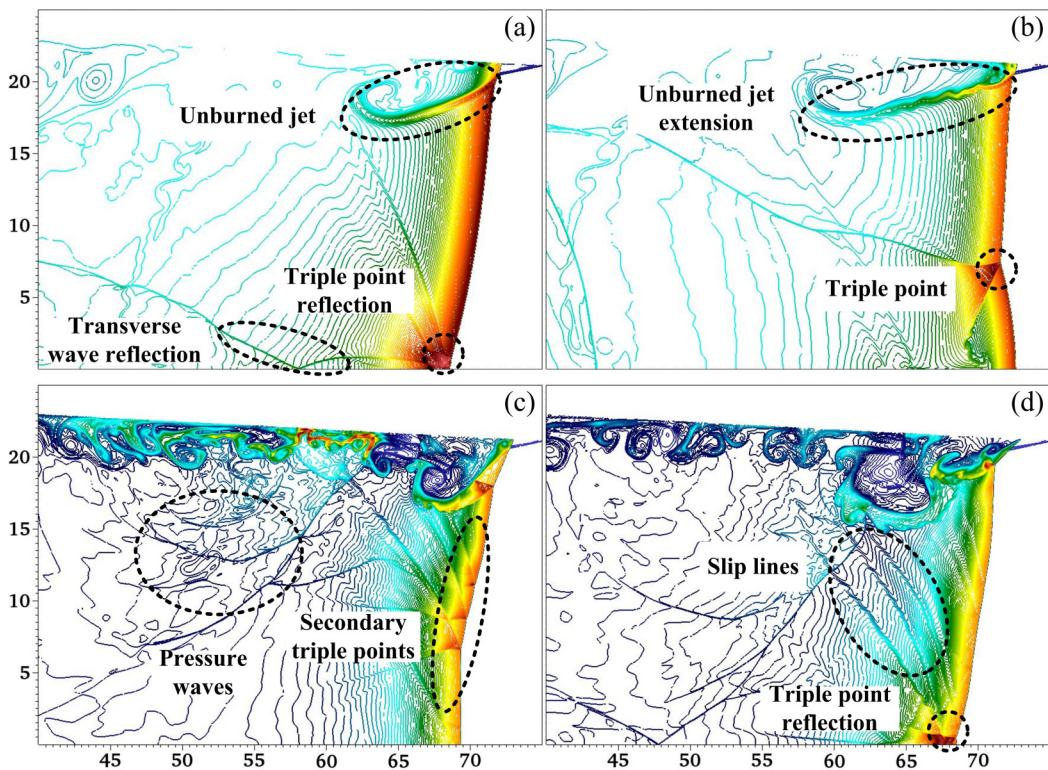 (a)
20
Unburned jet
15
10
Triple point
reflection
5
Transverse
wave reflection
(b)
Unburned jet
extension
Triple point
(c)
20
15
10
Secondary
triple points
5
Pressure
waves
45 50 55 60 65 70
(d)
Slip lines
Triple point
reflection
45 50 55 60 65 70